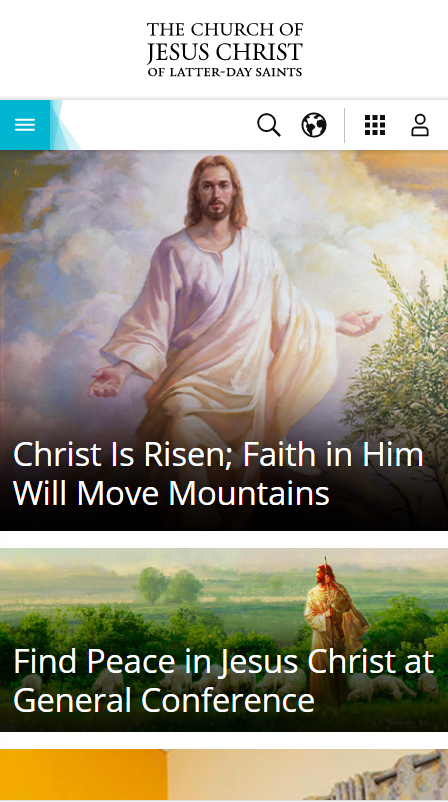 THE CHURCH OF
JESUS CHRIST
OF LATTER-DAY SAINTS
Christ Is Risen; Faith in Him
Will Move Mountains
Find Peace in Jesus Christ at
General Conference